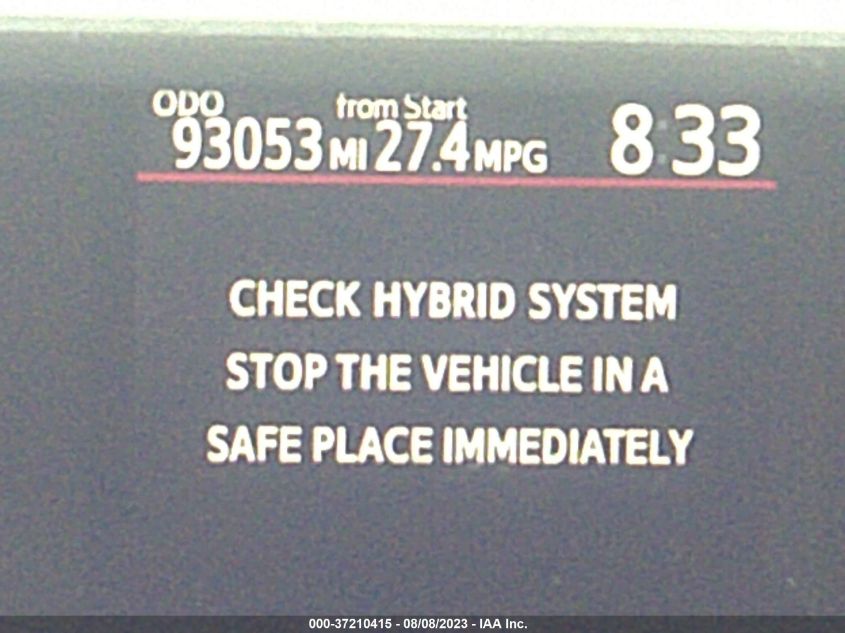 ODO from Start
93053 MI 27.4 MPG 8:33
CHECK HYBRID SYSTEM
STOP THE VEHICLE IN A
SAFE PLACE IMMEDIATELY
000-37210415 - 08/08/2023 - IAA Inc.